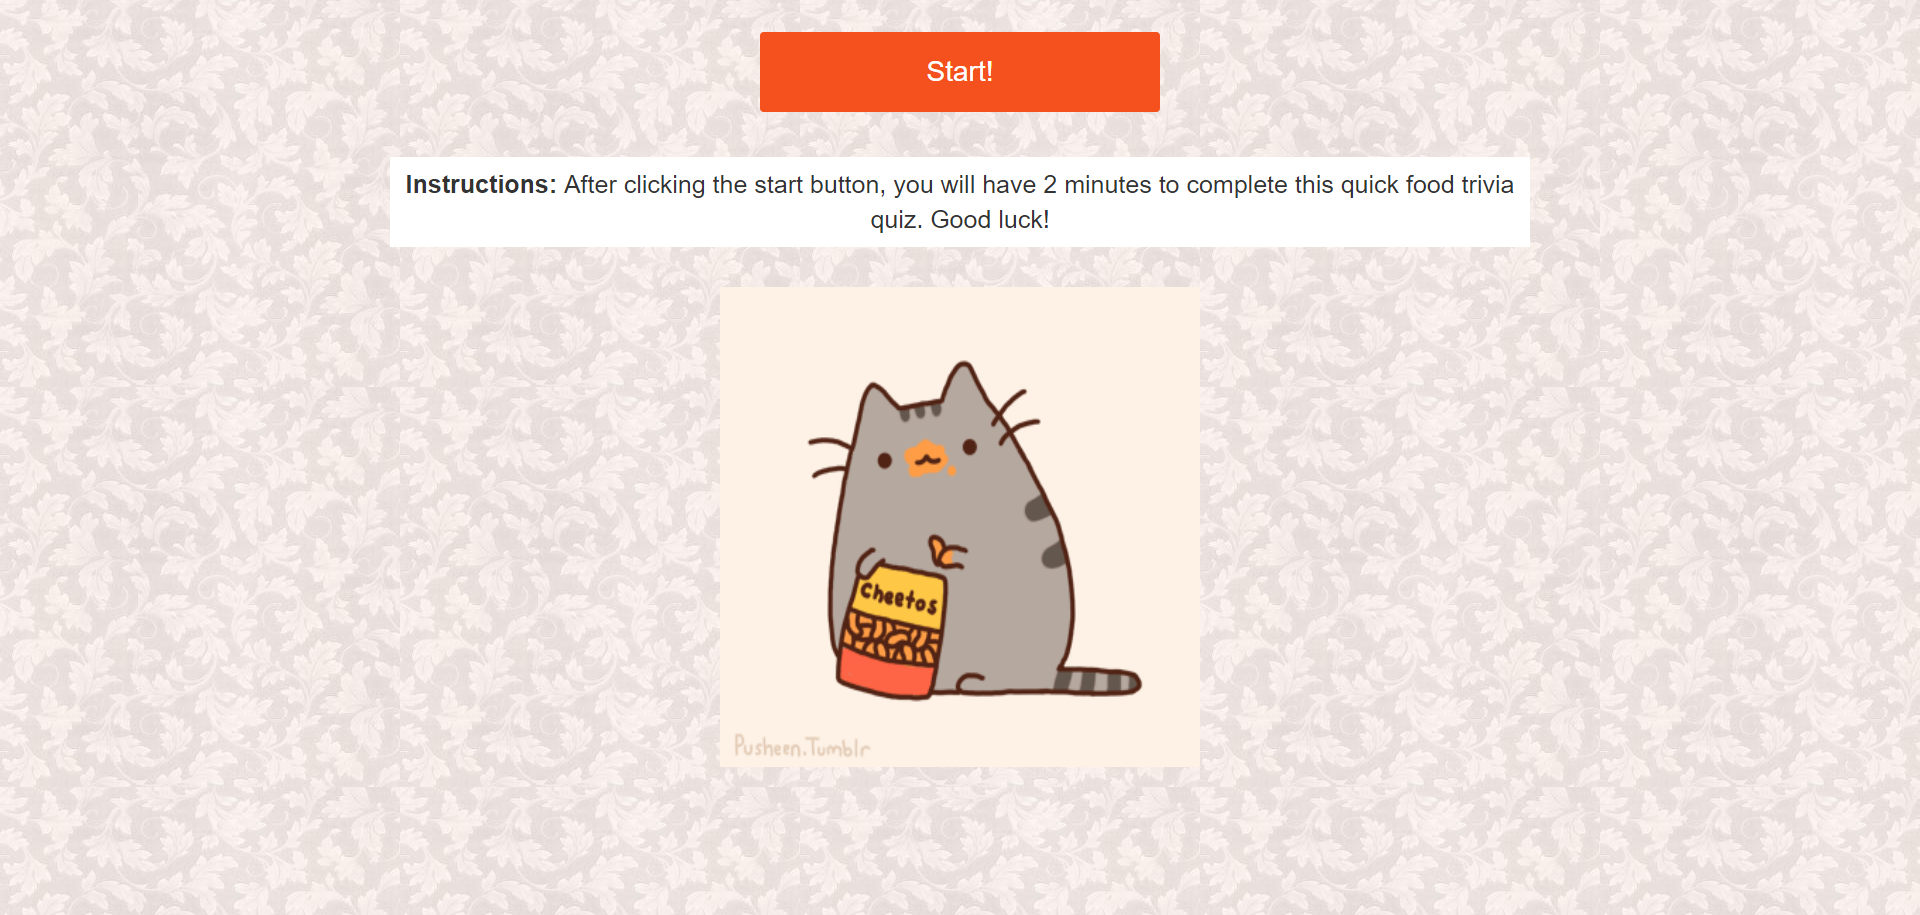 Start!
Instructions: After clicking the start button, you will have 2 minutes to complete this quick food trivia
quiz. Good luck!
Cheetos
Pusheen.Tumblr